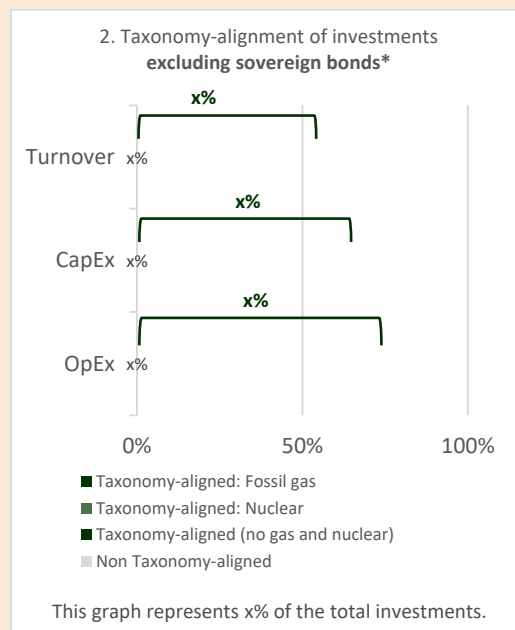 2. Taxonomy-alignment of investments
excluding sovereign bonds*
x%
Turnover x%
x%
CapEx x%
x%
OpEx x%
0% 50% 100%
Taxonomy-aligned: Fossil gas
Taxonomy-aligned: Nuclear
Taxonomy-aligned (no gas and nuclear)
Non Taxonomy-aligned
This graph represents x% of the total investments.